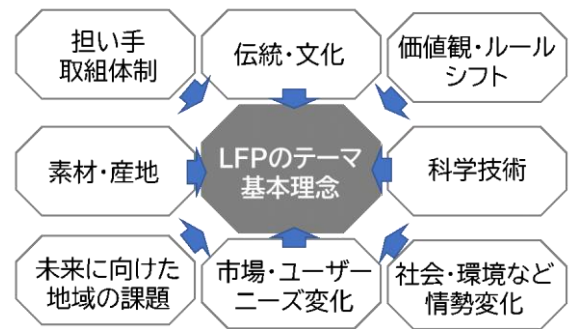 担い手
取組体制
伝統・文化
価値観・ルール
シフト
素材・産地
LFPのテーマ
基本理念
科学技術
未来に向けた
地域の課題
市場・ユーザー
ニーズ変化
社会・環境など
情勢変化